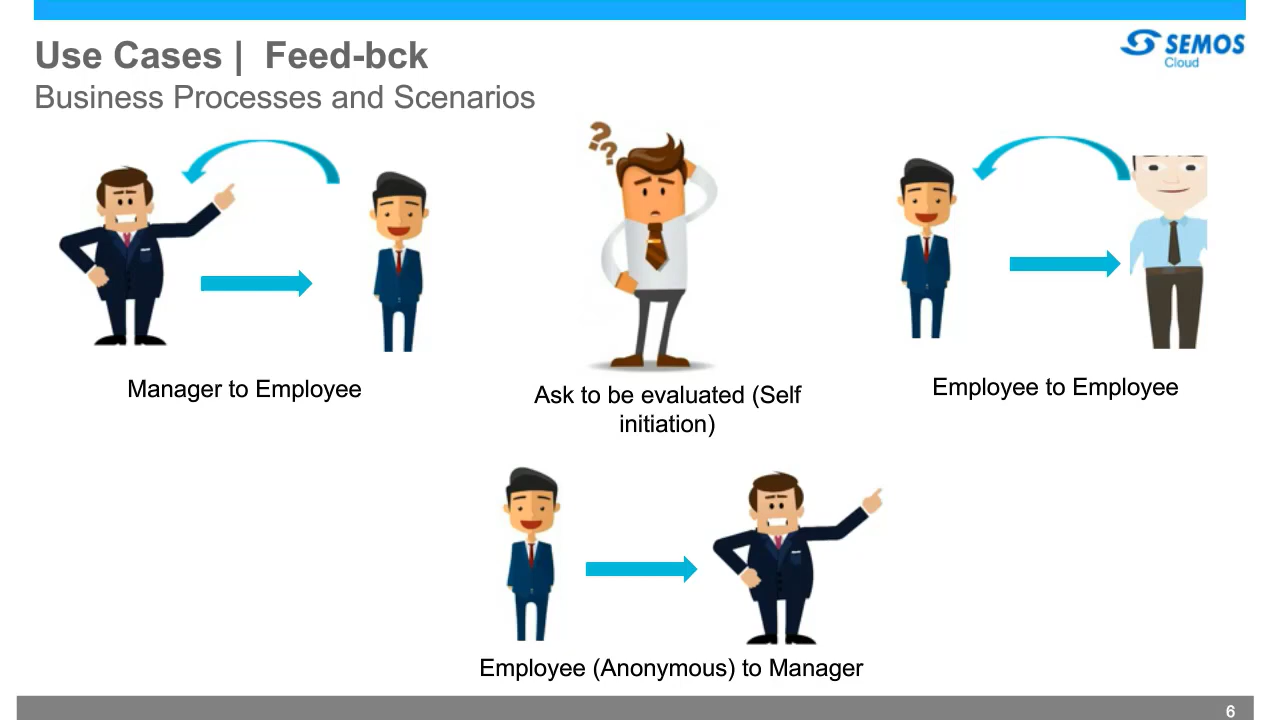 Use Cases | Feed-bck
SEMOS
Cloud
Business Processes and Scenarios
??
Manager to Employee
Ask to be evaluated (Self
initiation)
Employee to Employee
Employee (Anonymous) to Manager
6